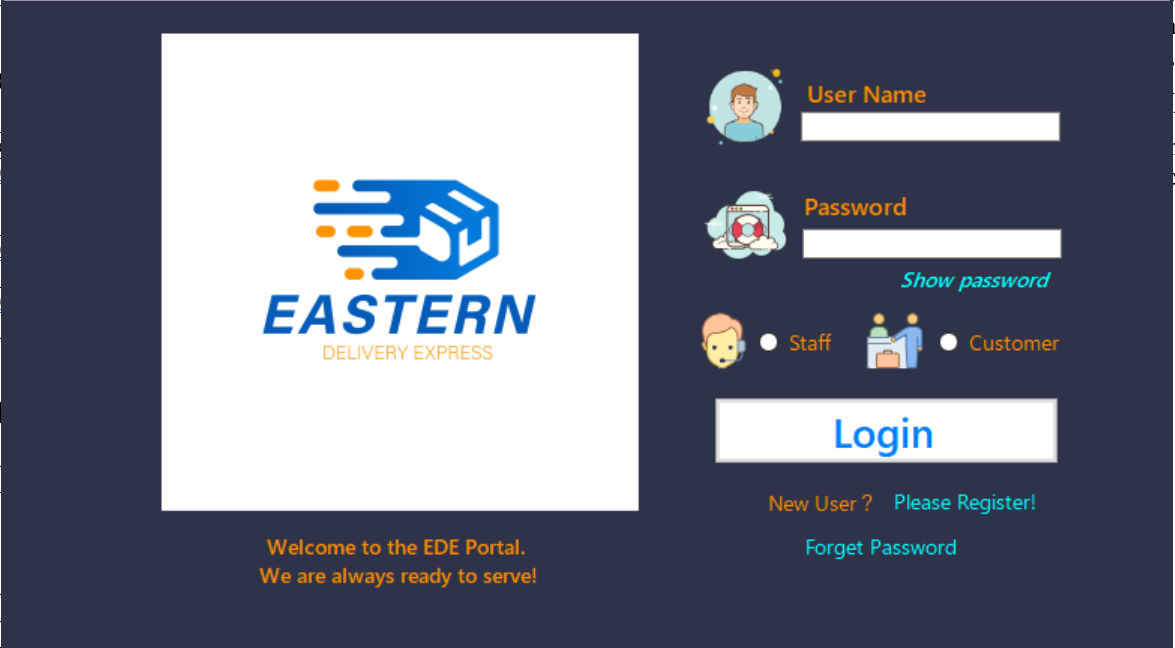 EASTERN
DELIVERY EXPRESS
Welcome to the EDE Portal.
We are always ready to serve!
User Name
Password
Show password
Staff
Customer
Login
New User ? Please Register!
Forget Password